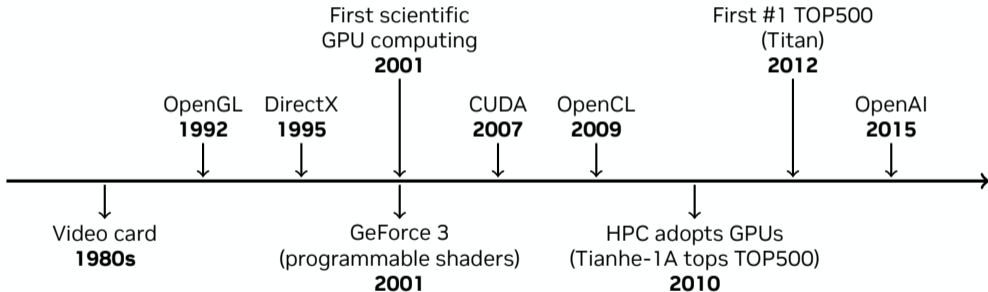 First scientific
GPU computing
2001
First #1 TOP500
(Titan)
2012
OpenGL
1992
DirectX
1995
CUDA
2007
OpenCL
2009
OpenAI
2015
Video card
1980s
GeForce 3
(programmable shaders)
2001
HPC adopts GPUs
(Tianhe-1A tops TOP500)
2010